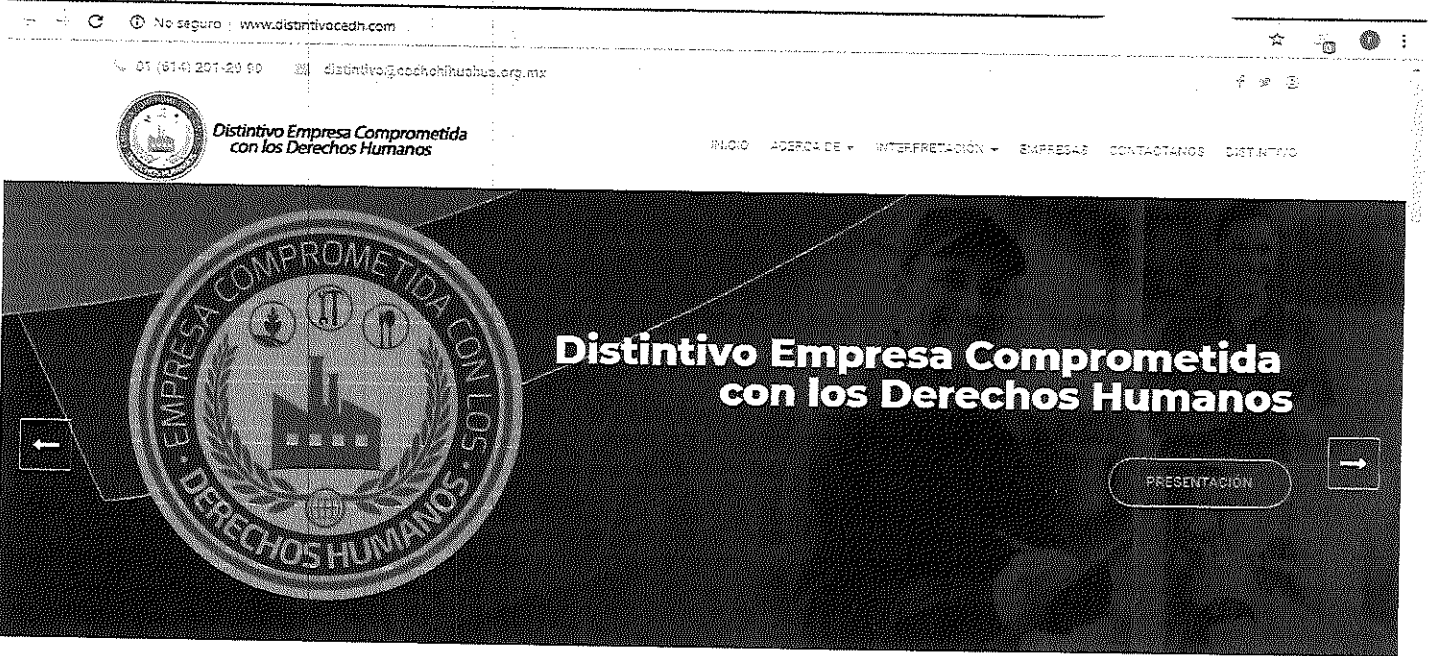 No seguro | www.distintivocedh.com
01 (614) 201-29 90 distintivo@cedhchihuahua.org.mx
Distintivo Empresa Comprometida
con los Derechos Humanos
INICIO ACERCA DE INTERPRETACIÓN EMPRESAS CONTACTANOS DISTINTIVO
EMPRESA COMPROMETIDA CON LOS
DERECHOS HUMANOS
Distintivo Empresa Comprometida
con los Derechos Humanos
PRESENTACIÓN